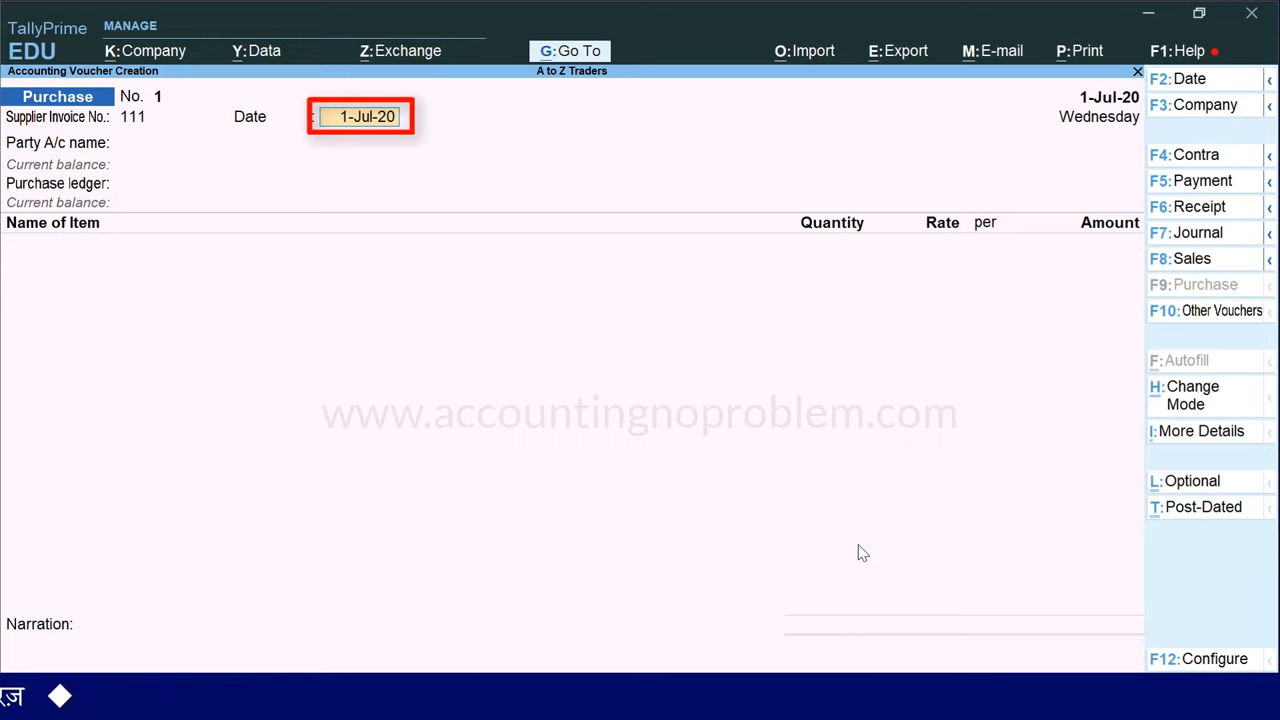 TallyPrime MANAGE
EDU K:Company Y:Data Z:Exchange G:Go To O:Import E:Export M:E-mail P:Print F1:Help
Accounting Voucher Creation A to Z Traders
Purchase No. 1 1-Jul-20
Supplier Invoice No.: 111 Date : 1-Jul-20 Wednesday
Party A/c name:
Current balance:
Purchase ledger:
Current balance:
Name of Item Quantity Rate per Amount
Narration:
F2:Date
F3:Company
F4:Contra
F5:Payment
F6:Receipt
F7:Journal
F8:Sales
F9:Purchase
F10:Other Vouchers
F:Autofill
H:Change
Mode
I:More Details
L:Optional
T:Post-Dated
F12:Configure
www.accountingnoproblem.com